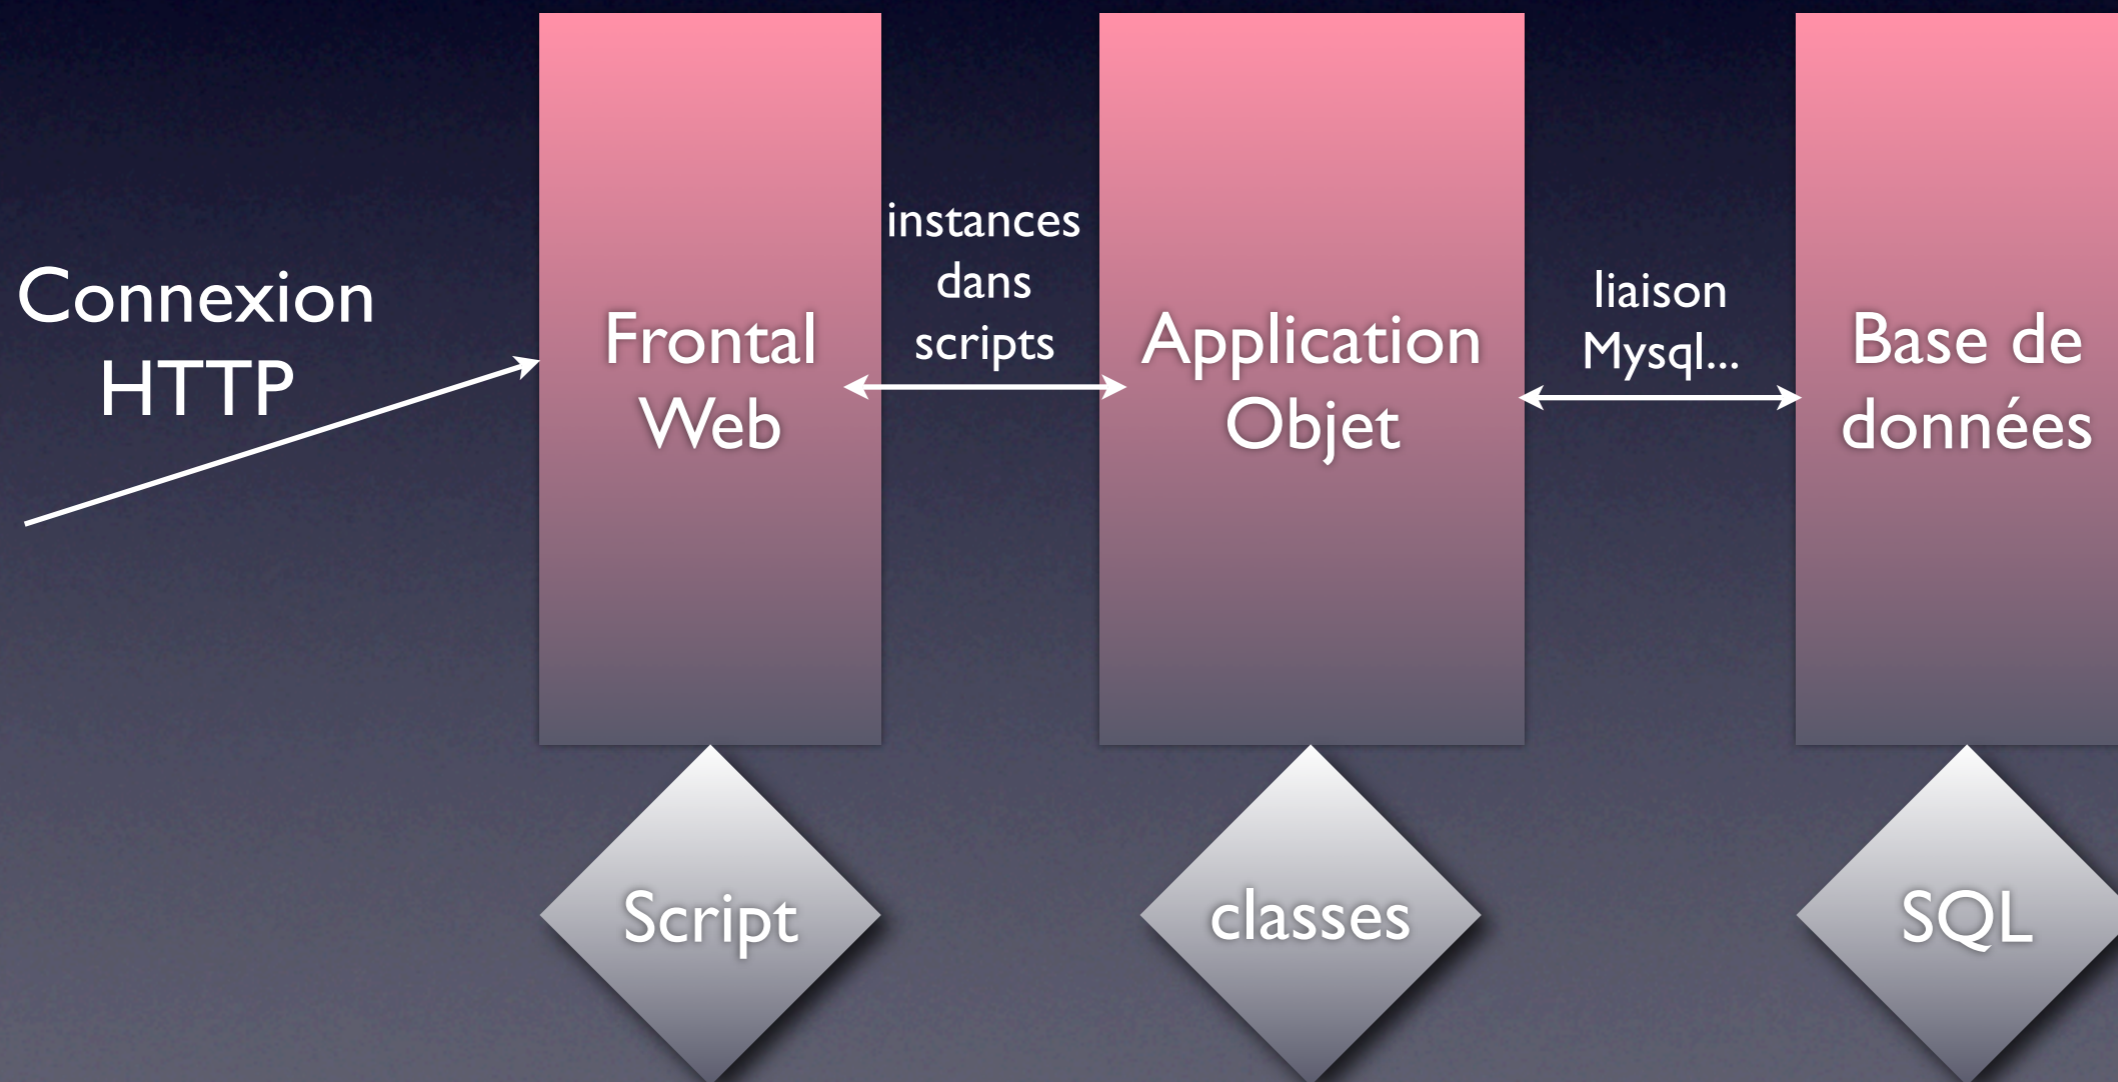 Connexion
HTTP
Frontal
Web
instances
dans
scripts
Application
Objet
liaison
Mysql...
Base de
données
Script
classes
SQL